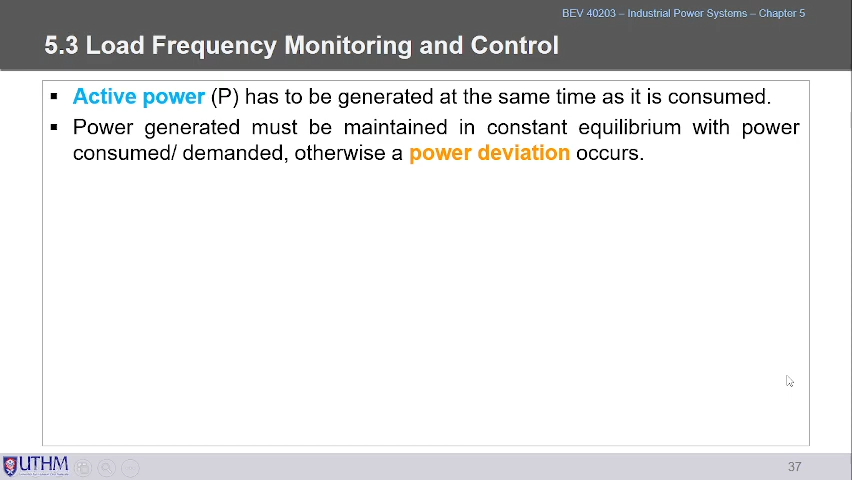 BEV 40203 – Industrial Power Systems – Chapter 5
5.3 Load Frequency Monitoring and Control
▪ Active power (P) has to be generated at the same time as it is consumed.
▪ Power generated must be maintained in constant equilibrium with power
consumed/ demanded, otherwise a power deviation occurs.
UTHM
37